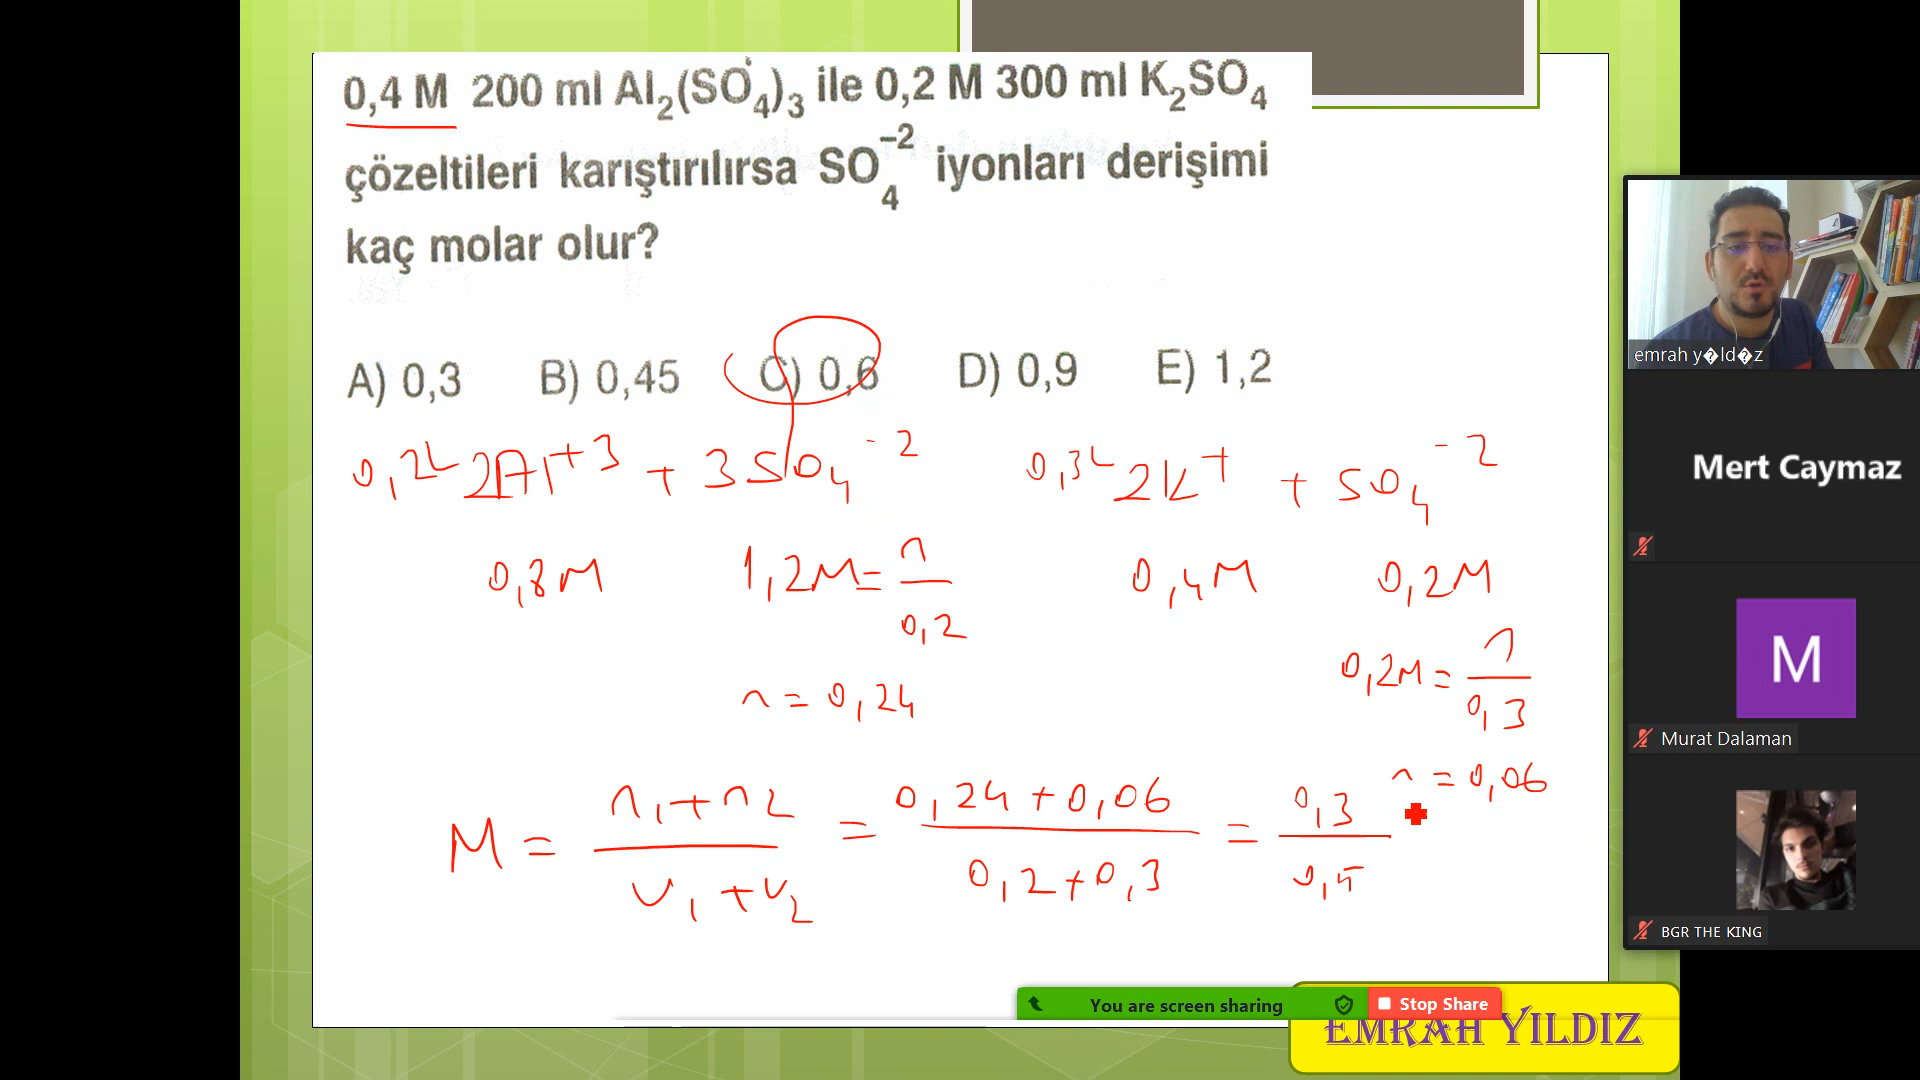 0,4 M 200 ml Al₂(SO₄)₃ ile 0,2 M 300 ml K₂SO₄
çözeltileri karıştırılırsa SO₄⁻² iyonları derişimi
kaç molar olur?
A) 0,3 B) 0,45 C) 0,6 D) 0,9 E) 1,2
0,2L 2Al⁺³ + 3SO₄⁻² 0,3L 2K⁺ + SO₄⁻²
0,8M 1,2M = n/0,2 0,4M 0,2M
0,2M = n/0,3
n = 0,24
n = 0,06
M = n₁+n₂/v₁+v₂ = 0,24+0,06/0,2+0,3 = 0,3/0,5
emrah y�ld�z
Mert Caymaz
M
Murat Dalaman
BGR THE KING
You are screen sharing Stop Share
EMRAH YILDIZ